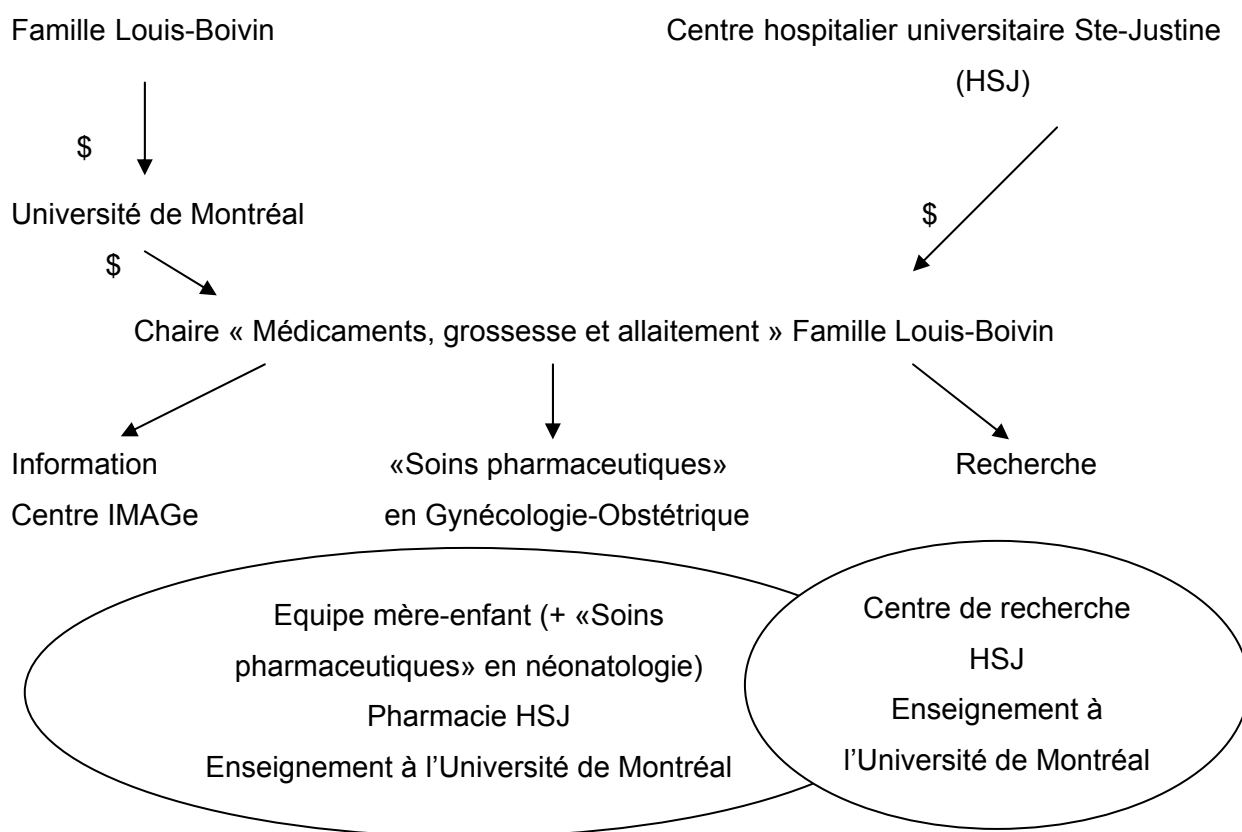 Famille Louis-Boivin
Centre hospitalier universitaire Ste-Justine
(HSJ)
$
Université de Montréal
$
$
Chaire « Médicaments, grossesse et allaitement » Famille Louis-Boivin
Information
Centre IMAGe
«Soins pharmaceutiques»
en Gynécologie-Obstétrique
Recherche
Equipe mère-enfant (+ «Soins
pharmaceutiques» en néonatologie)
Pharmacie HSJ
Enseignement à l’Université de Montréal
Centre de recherche
HSJ
Enseignement à
l’Université de Montréal